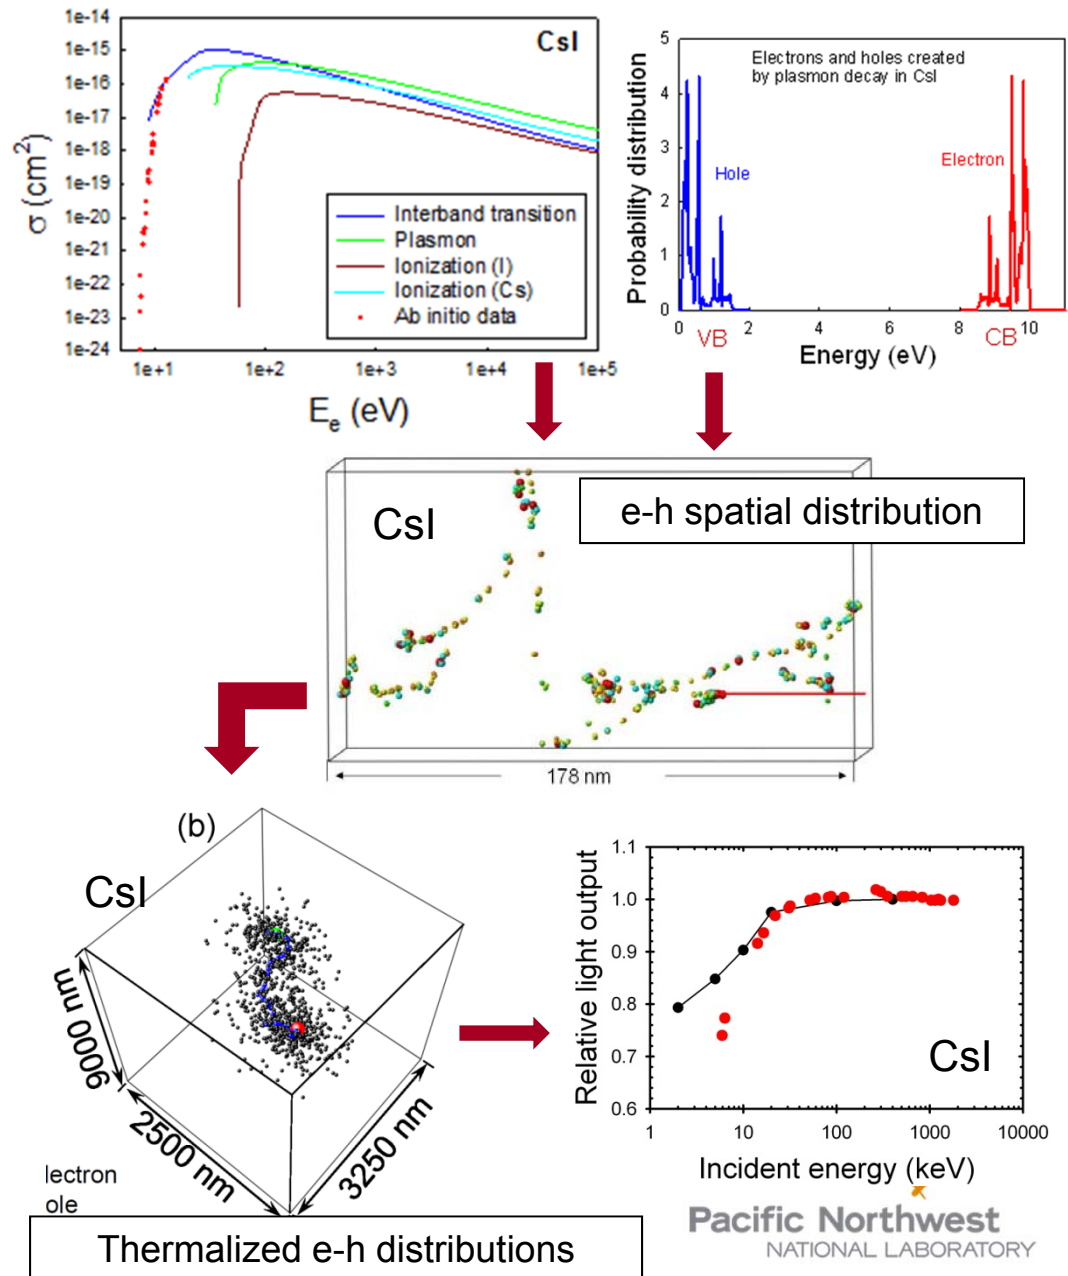 1e-14
1e-15
1e-16
1e-17
1e-18
1e-19
1e-20
1e-21
1e-22
1e-23
1e-24
σ (cm²)
CsI
Interband transition
Plasmon
Ionization (I)
Ionization (Cs)
Ab initio data
1e+1 1e+2 1e+3 1e+4 1e+5
Eₑ (eV)
5
4
3
2
1
0
Probability distribution
Electrons and holes created
by plasmon decay in CsI
Hole
Electron
0 2 4 6 8 10
VB CB
Energy (eV)
CsI
e-h spatial distribution
178 nm
(b)
CsI
9000 nm
2500 nm
3250 nm
lectron
ole
Thermalized e-h distributions
1.1
1.0
0.9
0.8
0.7
0.6
Relative light output
CsI
1 10 100 1000 10000
Incident energy (keV)
Pacific Northwest
NATIONAL LABORATORY